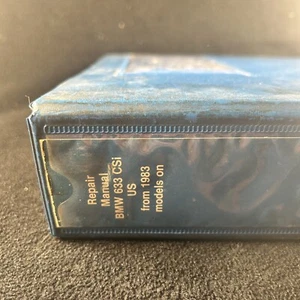 Repair
Manual
BMW 633 CSi
US
from 1983
models on